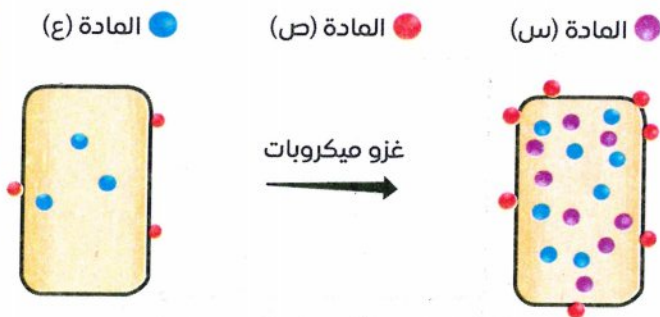 المادة (س) المادة (ص) المادة (ع)
غزو ميكروبات